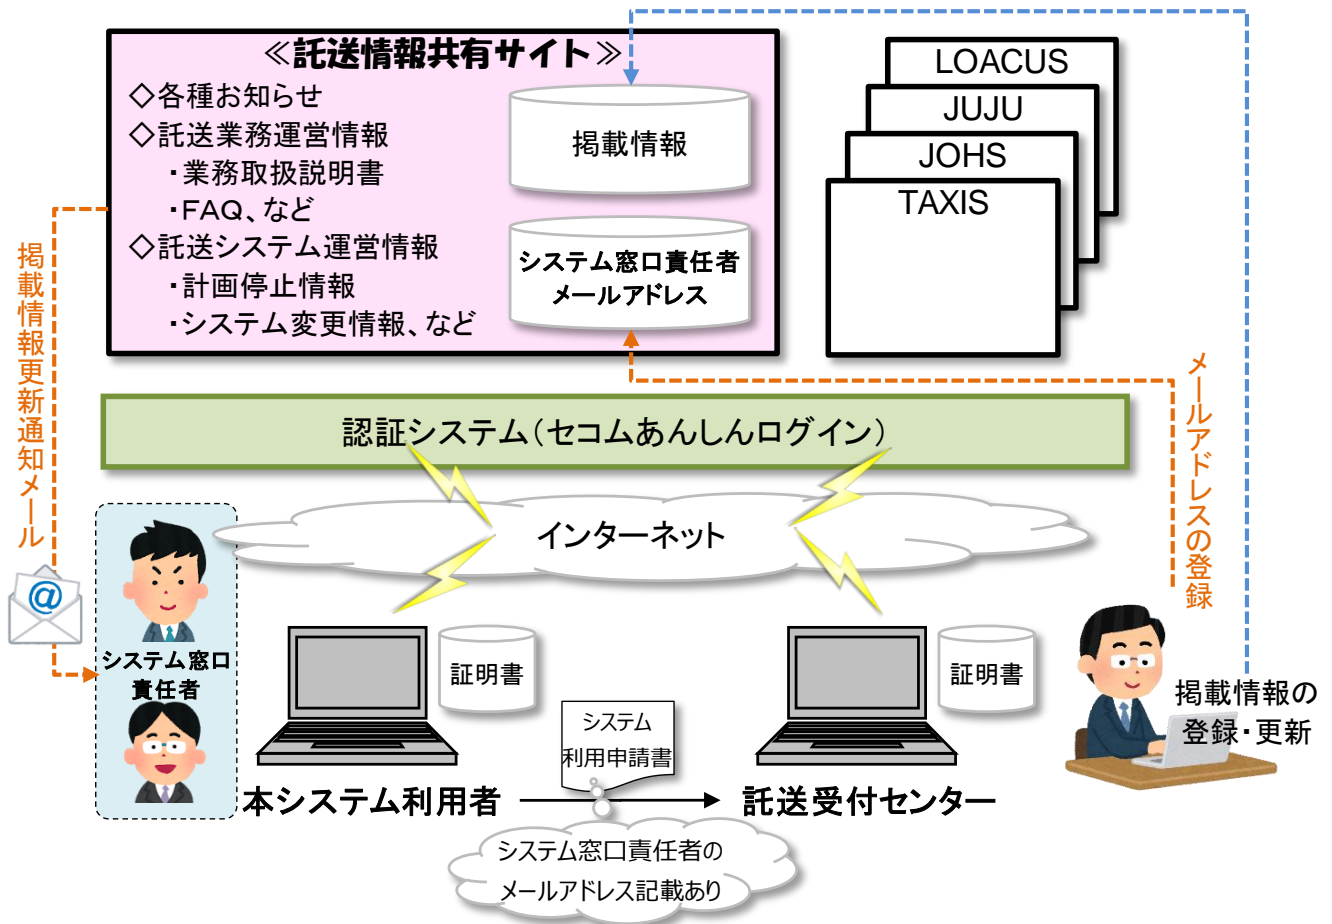 ≪託送情報共有サイト≫
◇各種お知らせ
◇託送業務運営情報
・業務取扱説明書
・FAQ、など
◇託送システム運営情報
・計画停止情報
・システム変更情報、など
掲載情報
システム窓口責任者
メールアドレス
LOACUS
JUJU
JOHS
TAXIS
掲載情報更新通知メール
メールアドレスの登録
認証システム（セコムあんしんログイン）
インターネット
@
システム窓口
責任者
証明書
証明書
システム
利用申請書
掲載情報の
登録・更新
本システム利用者
託送受付センター
システム窓口責任者の
メールアドレス記載あり